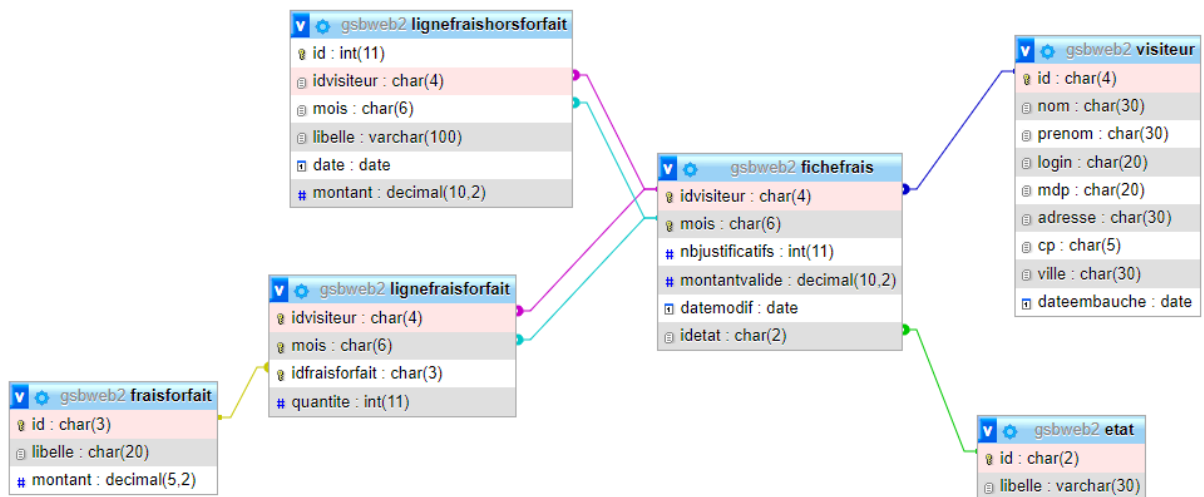 gsbweb2 lignefraishorsforfait
id : int(11)
idvisiteur : char(4)
mois : char(6)
libelle : varchar(100)
date : date
montant : decimal(10,2)
gsbweb2 visiteur
id : char(4)
nom : char(30)
prenom : char(30)
login : char(20)
mdp : char(20)
adresse : char(30)
cp : char(5)
ville : char(30)
dateembauche : date
gsbweb2 fichefrais
idvisiteur : char(4)
mois : char(6)
nbjustificatifs : int(11)
montantvalide : decimal(10,2)
datemodif : date
idetat : char(2)
gsbweb2 lignefraisforfait
idvisiteur : char(4)
mois : char(6)
idfraisforfait : char(3)
quantite : int(11)
gsbweb2 fraisforfait
id : char(3)
libelle : char(20)
montant : decimal(5,2)
gsbweb2 etat
id : char(2)
libelle : varchar(30)